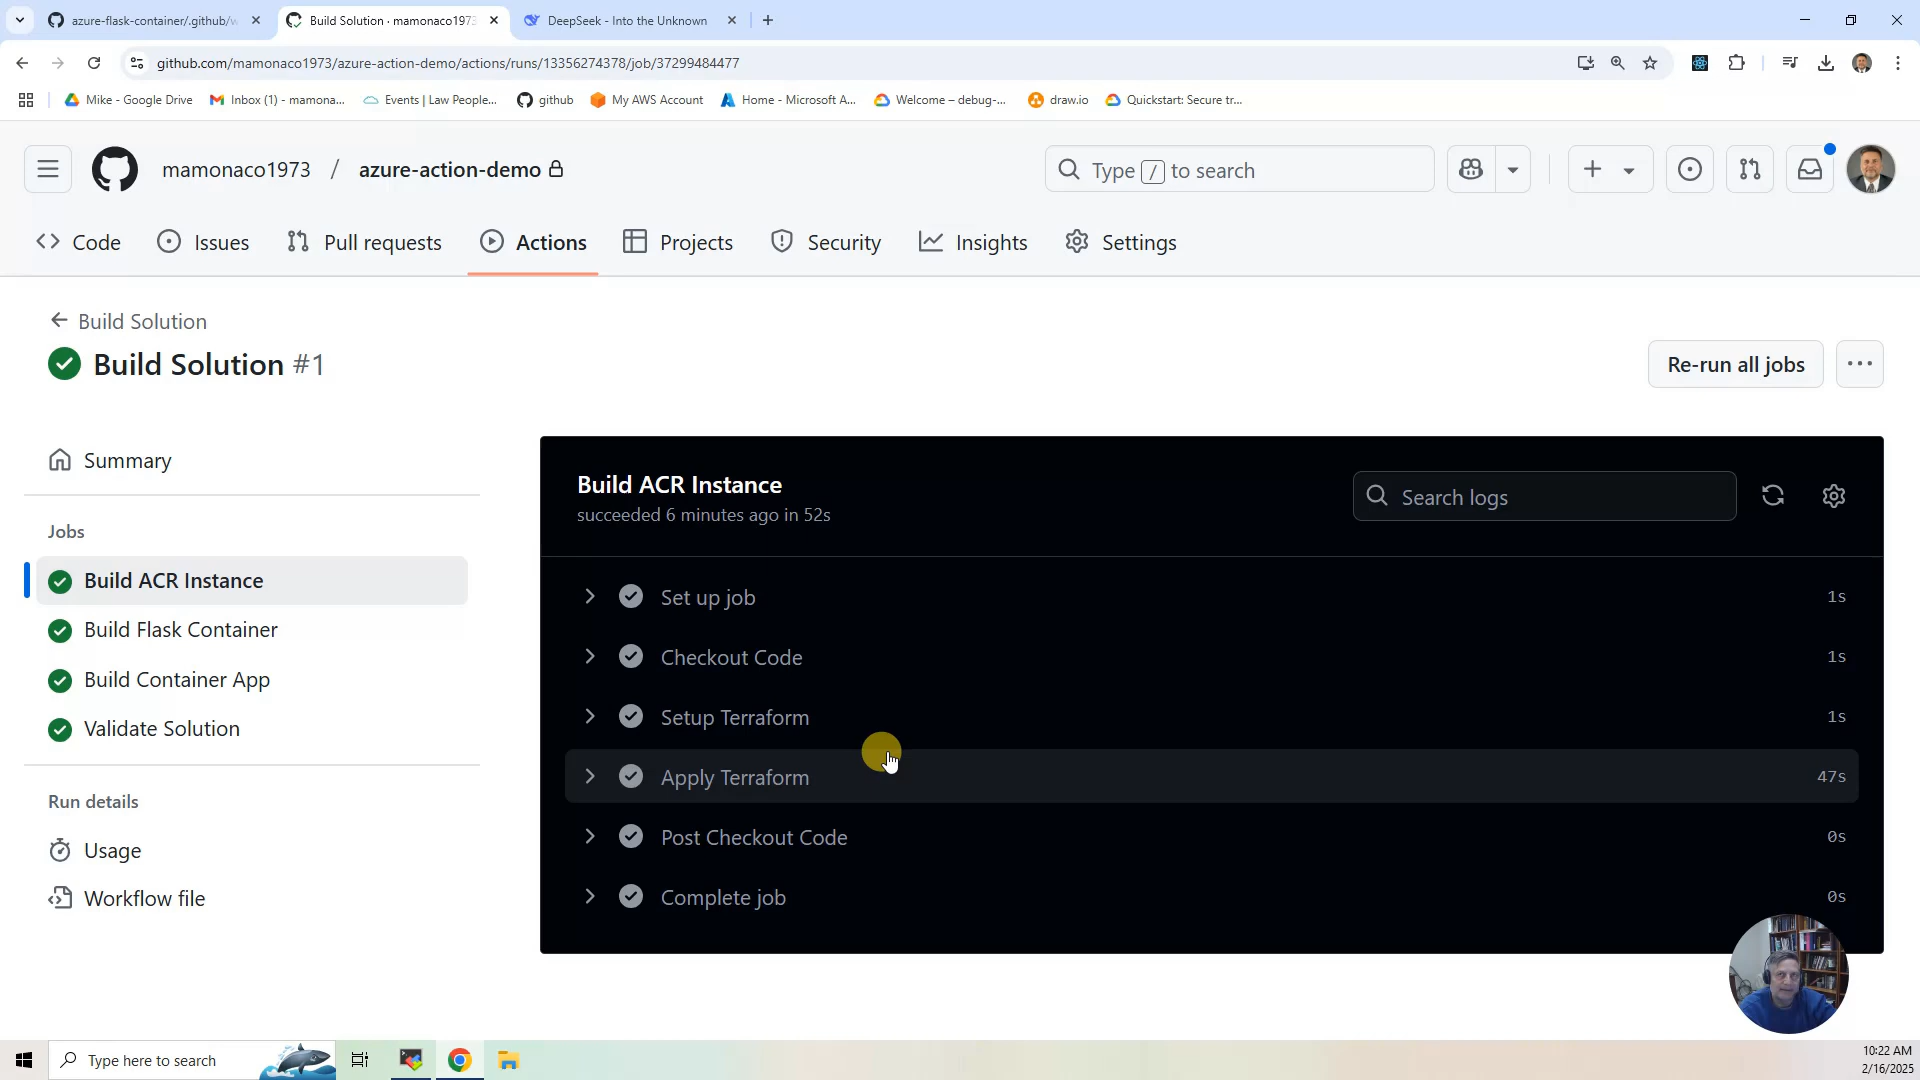 azure-flask-container/.github/w
Build Solution · mamonaco1973
DeepSeek - Into the Unknown
github.com/mamonaco1973/azure-action-demo/actions/runs/13356274378/job/37299484477
Mike - Google Drive
Inbox (1) - mamona...
Events | Law People...
github
My AWS Account
Home - Microsoft A...
Welcome – debug-...
draw.io
Quickstart: Secure tr...
mamonaco1973 / azure-action-demo
Type / to search
Code
Issues
Pull requests
Actions
Projects
Security
Insights
Settings
Build Solution
Build Solution #1
Re-run all jobs
Summary
Jobs
Build ACR Instance
Build Flask Container
Build Container App
Validate Solution
Run details
Usage
Workflow file
Build ACR Instance
succeeded 6 minutes ago in 52s
Search logs
Set up job 1s
Checkout Code 1s
Setup Terraform 1s
Apply Terraform 47s
Post Checkout Code 0s
Complete job 0s
Type here to search
10:22 AM
2/16/2025